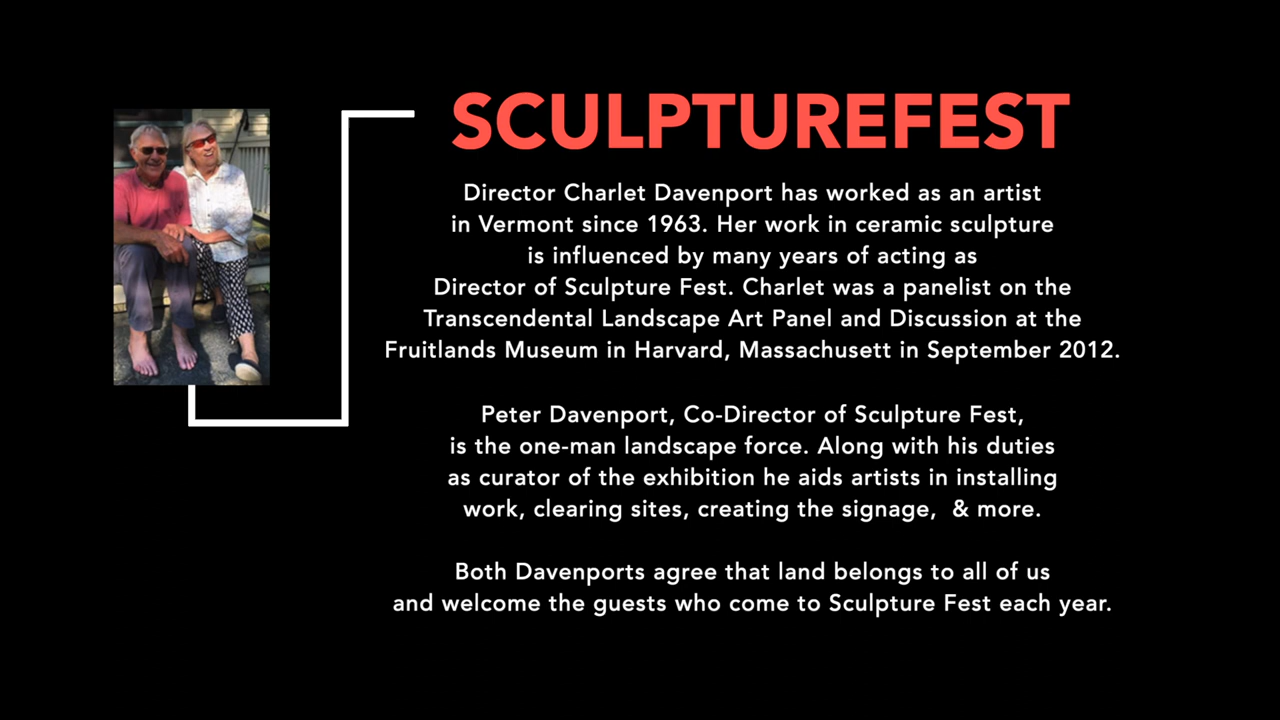 SCULPTUREFEST
Director Charlet Davenport has worked as an artist
in Vermont since 1963. Her work in ceramic sculpture
is influenced by many years of acting as
Director of Sculpture Fest. Charlet was a panelist on the
Transcendental Landscape Art Panel and Discussion at the
Fruitlands Museum in Harvard, Massachusett in September 2012.
Peter Davenport, Co-Director of Sculpture Fest,
is the one-man landscape force. Along with his duties
as curator of the exhibition he aids artists in installing
work, clearing sites, creating the signage,  & more.
Both Davenports agree that land belongs to all of us
and welcome the guests who come to Sculpture Fest each year.